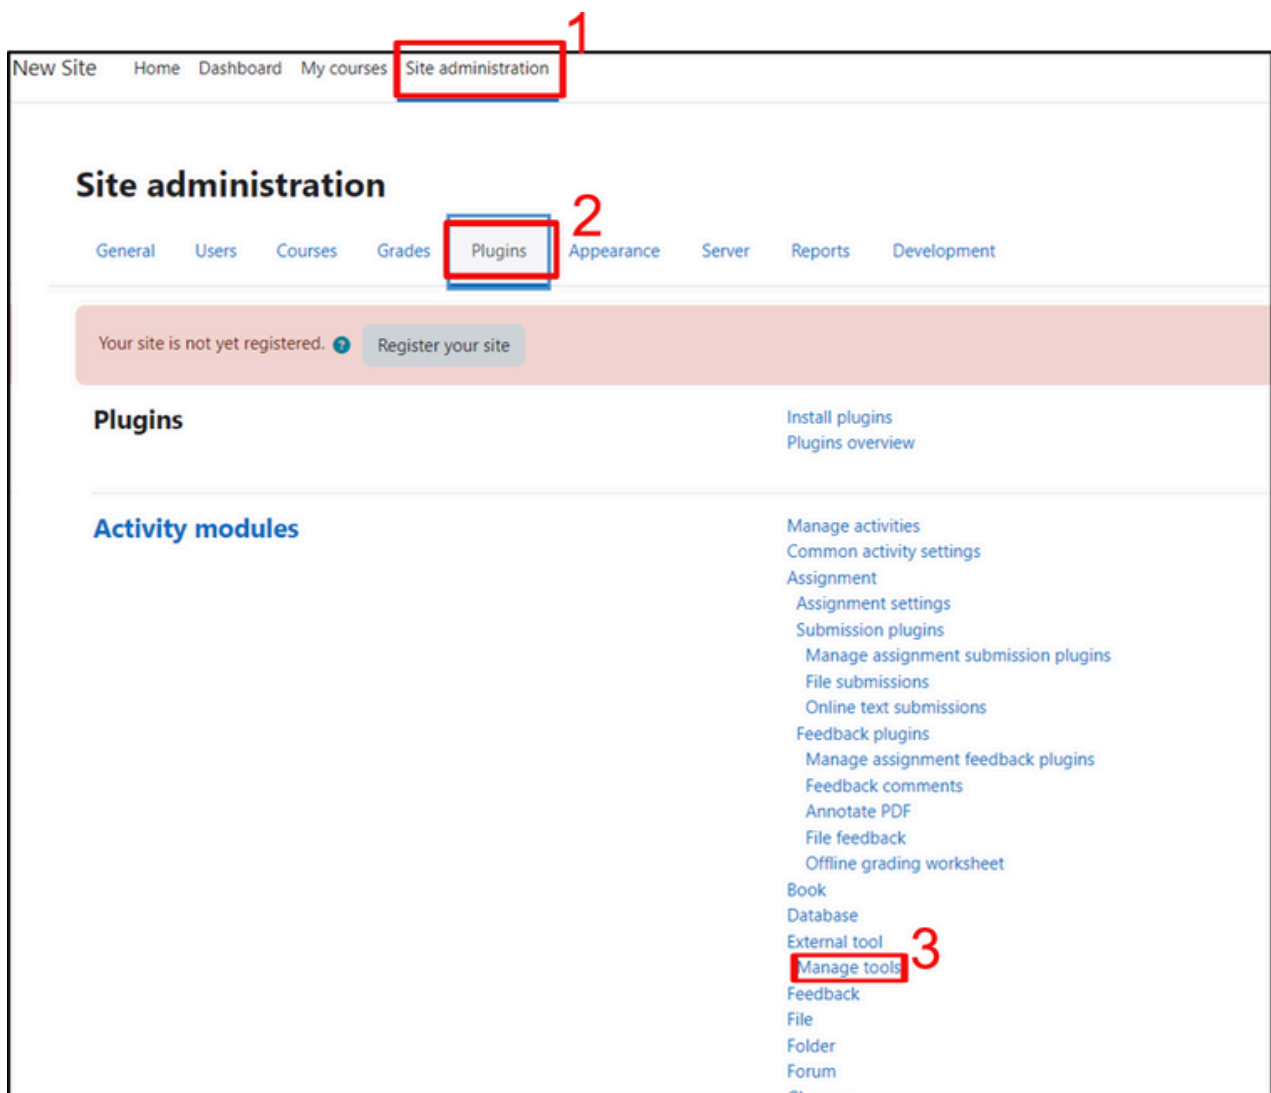 1
New Site Home Dashboard My courses Site administration
Site administration
2
General Users Courses Grades Plugins Appearance Server Reports Development
Your site is not yet registered. ? Register your site
Plugins
Install plugins
Plugins overview
Activity modules
Manage activities
Common activity settings
Assignment
Assignment settings
Submission plugins
Manage assignment submission plugins
File submissions
Online text submissions
Feedback plugins
Manage assignment feedback plugins
Feedback comments
Annotate PDF
File feedback
Offline grading worksheet
Book
Database
External tool
Manage tools 3
Feedback
File
Folder
Forum